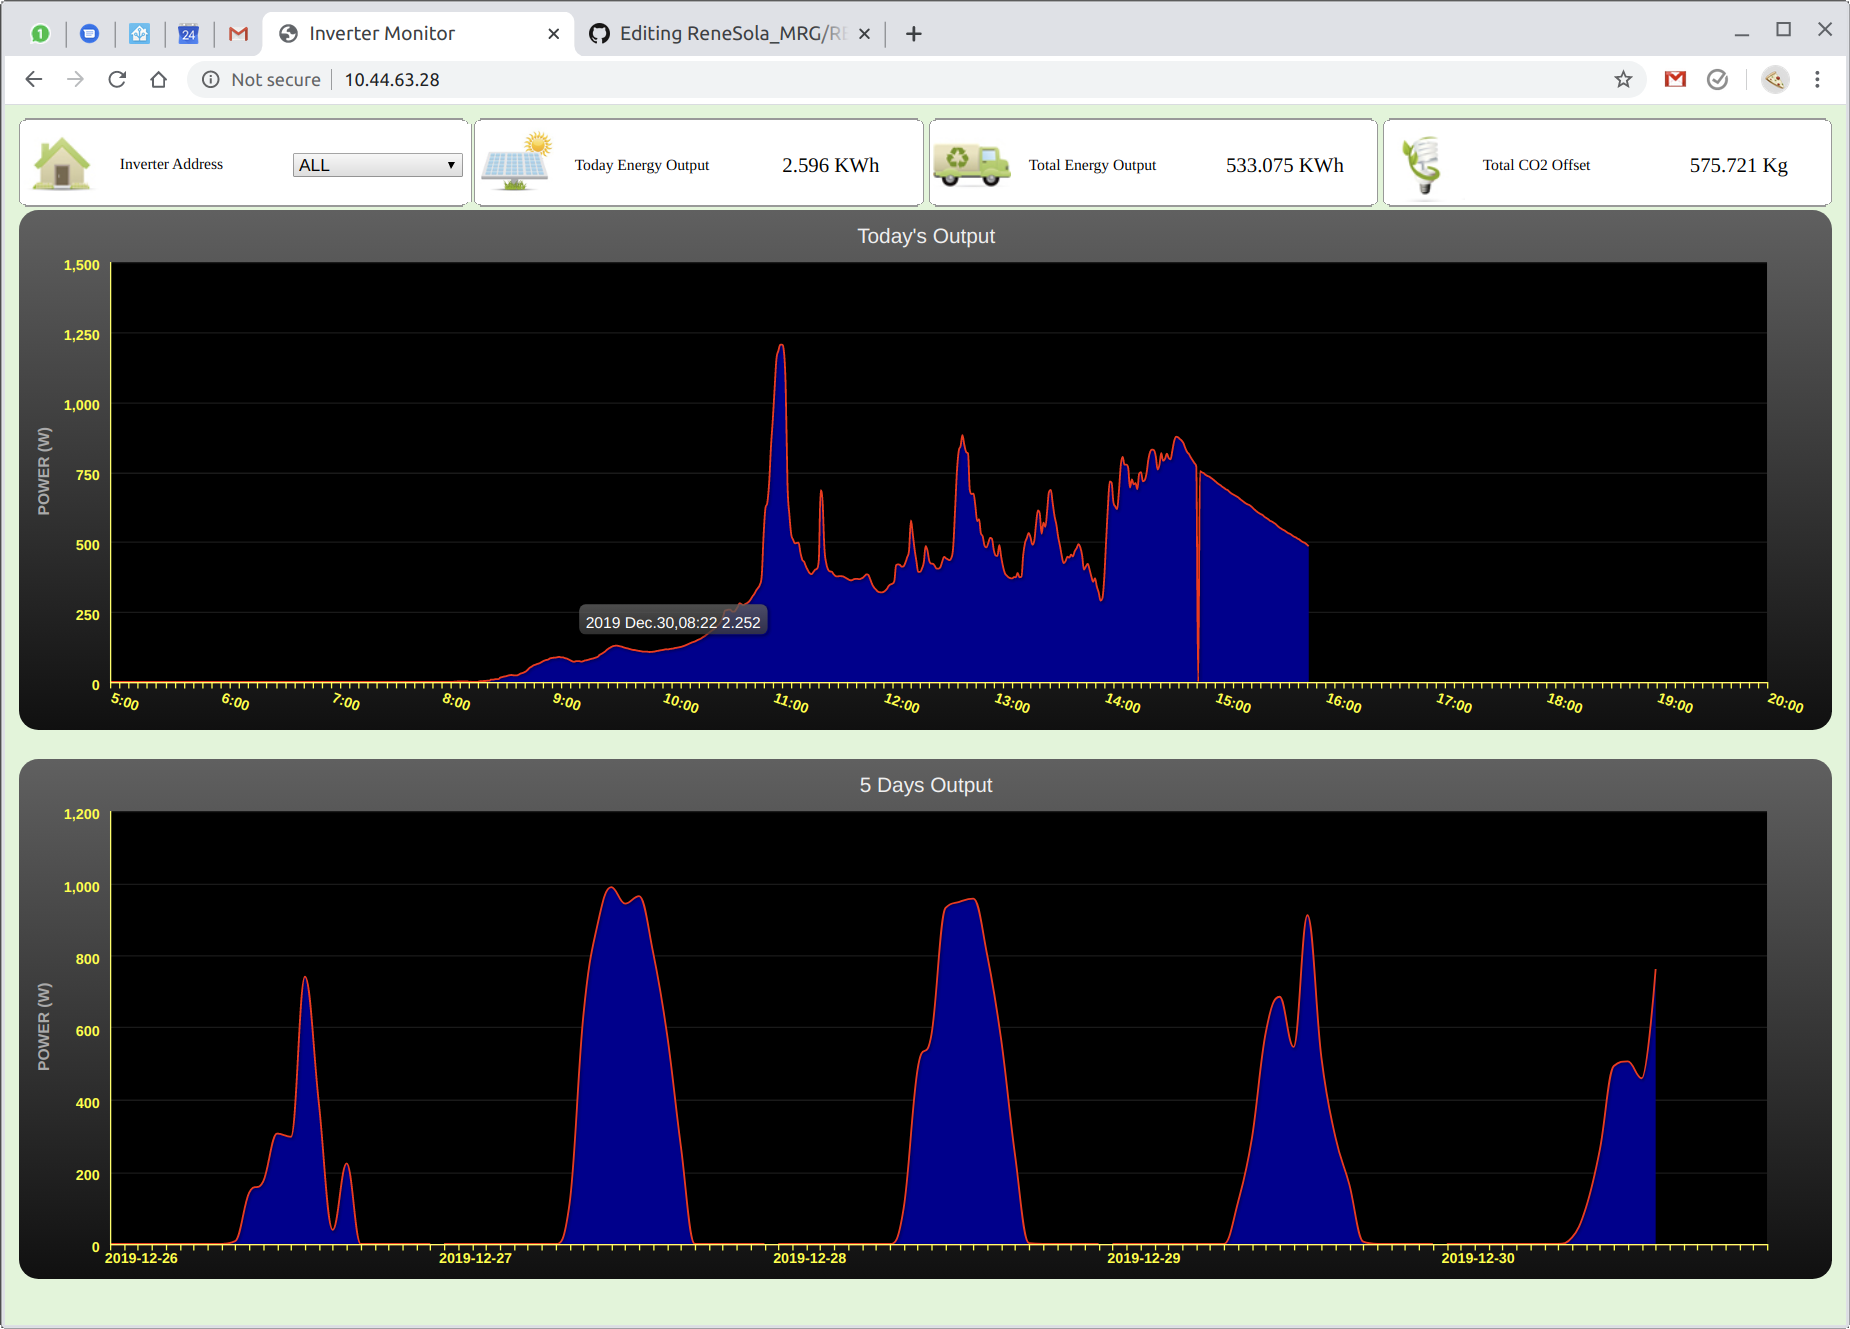 1
24
Inverter Monitor
Editing ReneSola_MRG/RE
Not secure
10.44.63.28
Inverter Address
ALL
Today Energy Output
2.596 KWh
Total Energy Output
533.075 KWh
Total CO2 Offset
575.721 Kg
Today's Output
POWER (W)
1,500
1,250
1,000
750
500
250
0
2019 Dec.30,08:22 2.252
5:00
6:00
7:00
8:00
9:00
10:00
11:00
12:00
13:00
14:00
15:00
16:00
17:00
18:00
19:00
20:00
5 Days Output
POWER (W)
1,200
1,000
800
600
400
200
0
2019-12-26
2019-12-27
2019-12-28
2019-12-29
2019-12-30